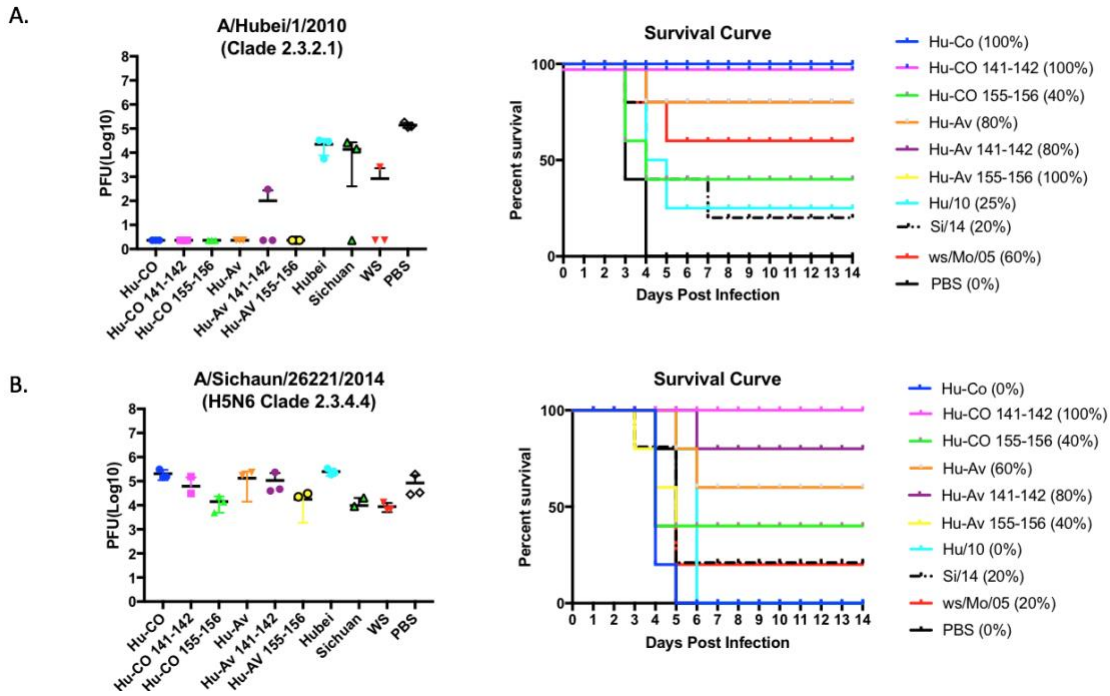 A.
A/Hubei/1/2010
(Clade 2.3.2.1)
PFU(Log10)
8
7
6
5
4
3
2
1
0
Hu-CO
Hu-CO 141-142
Hu-CO 155-156
Hu-Av
Hu-Av 141-142
Hu-AV 155-156
Hubei
Sichuan
WS
PBS
Survival Curve
Percent survival
100
50
0
0 1 2 3 4 5 6 7 8 9 10 11 12 13 14
Days Post Infection
Hu-Co (100%)
Hu-CO 141-142 (100%)
Hu-CO 155-156 (40%)
Hu-Av (80%)
Hu-Av 141-142 (80%)
Hu-Av 155-156 (100%)
Hu/10 (25%)
Si/14 (20%)
ws/Mo/05 (60%)
PBS (0%)
B.
A/Sichaun/26221/2014
(H5N6 Clade 2.3.4.4)
PFU(Log10)
8
7
6
5
4
3
2
1
0
Hu-CO
Hu-CO 141-142
Hu-CO 155-156
Hu-Av
Hu-Av 141-142
Hu-AV 155-156
Hubei
Sichuan
WS
PBS
Survival Curve
Percent survival
100
50
0
0 1 2 3 4 5 6 7 8 9 10 11 12 13 14
Days Post Infection
Hu-Co (0%)
Hu-CO 141-142 (100%)
Hu-CO 155-156 (40%)
Hu-Av (60%)
Hu-Av 141-142 (80%)
Hu-Av 155-156 (40%)
Hu/10 (0%)
Si/14 (20%)
ws/Mo/05 (20%)
PBS (0%)